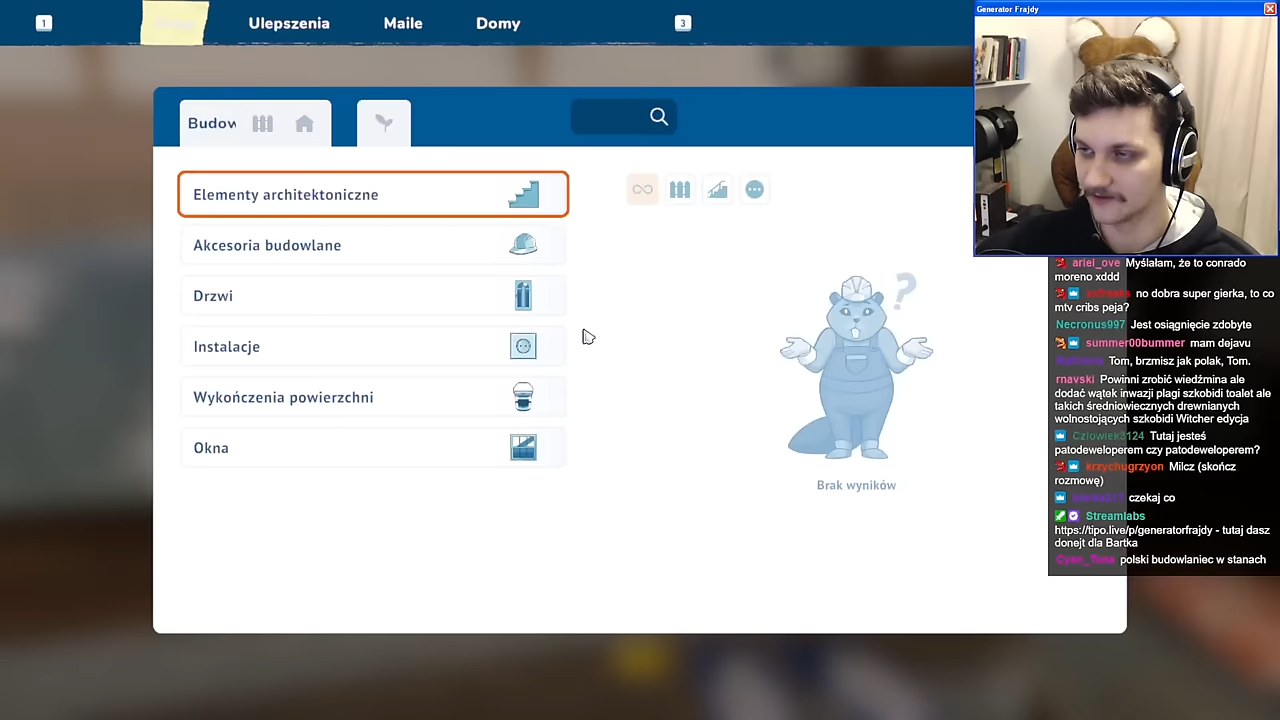 1
Ulepszenia
Maile
Domy
3
Generator Frajdy
Budow
Elementy architektoniczne
Akcesoria budowlane
Drzwi
Instalacje
Wykończenia powierzchni
Okna
?
Brak wyników
ariel_ove Myślałam, że to conrado
moreno xddd
no dobra super gierka, to co
mtv cribs peja?
Necronus997 Jest osiągnięcie zdobyte
summer00bummer mam dejavu
Tom, brzmisz jak polak, Tom.
rnavski Powinni zrobić wiedźmina ale
dodać wątek inwazji plagi szkobidi toalet ale
takich średniowiecznych drewnianych
wolnostojących szkobidi Witcher edycja
Czlowiek3124 Tutaj jesteś
patodeweloperem czy patodeweloperem?
krzychugrzyon Milcz (skończ
rozmowę)
czekaj co
Streamlabs
https://tipo.live/p/generatorfrajdy - tutaj dasz
donejt dla Bartka
polski budowlaniec w stanach